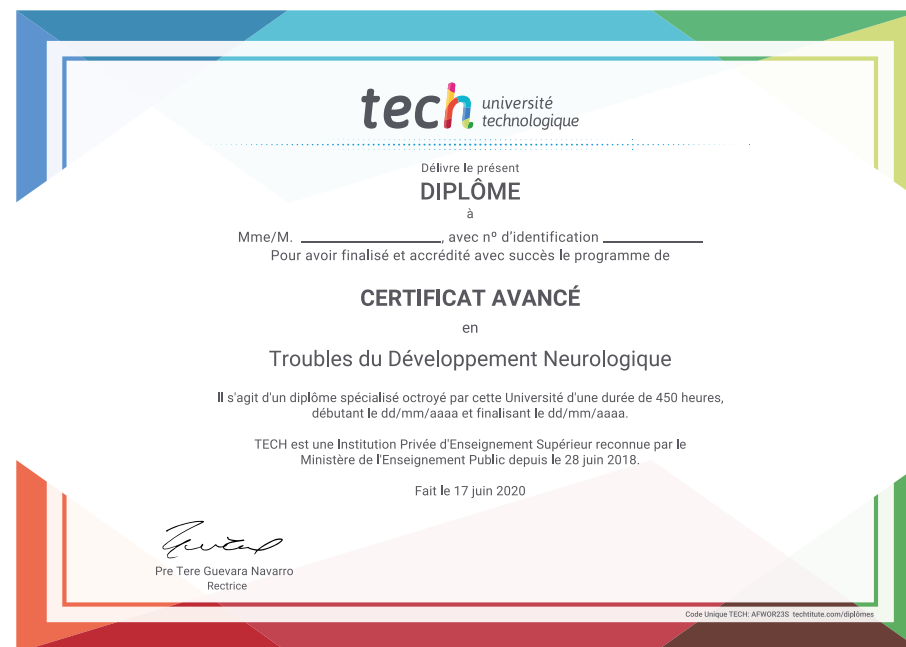 tech université
technologique
Délivre le présent
DIPLÔME
à
Mme/M. ____________________, avec nº d'identification ______________
Pour avoir finalisé et accrédité avec succès le programme de
CERTIFICAT AVANCÉ
en
Troubles du Développement Neurologique
Il s'agit d'un diplôme spécialisé octroyé par cette Université d'une durée de 450 heures,
débutant le dd/mm/aaaa et finalisant le dd/mm/aaaa.
TECH est une Institution Privée d'Enseignement Supérieur reconnue par le
Ministère de l'Enseignement Public depuis le 28 juin 2018.
Fait le 17 juin 2020
Pre Tere Guevara Navarro
Rectrice
Code Unique TECH: AFWOR23S techtitute.com/diplômes